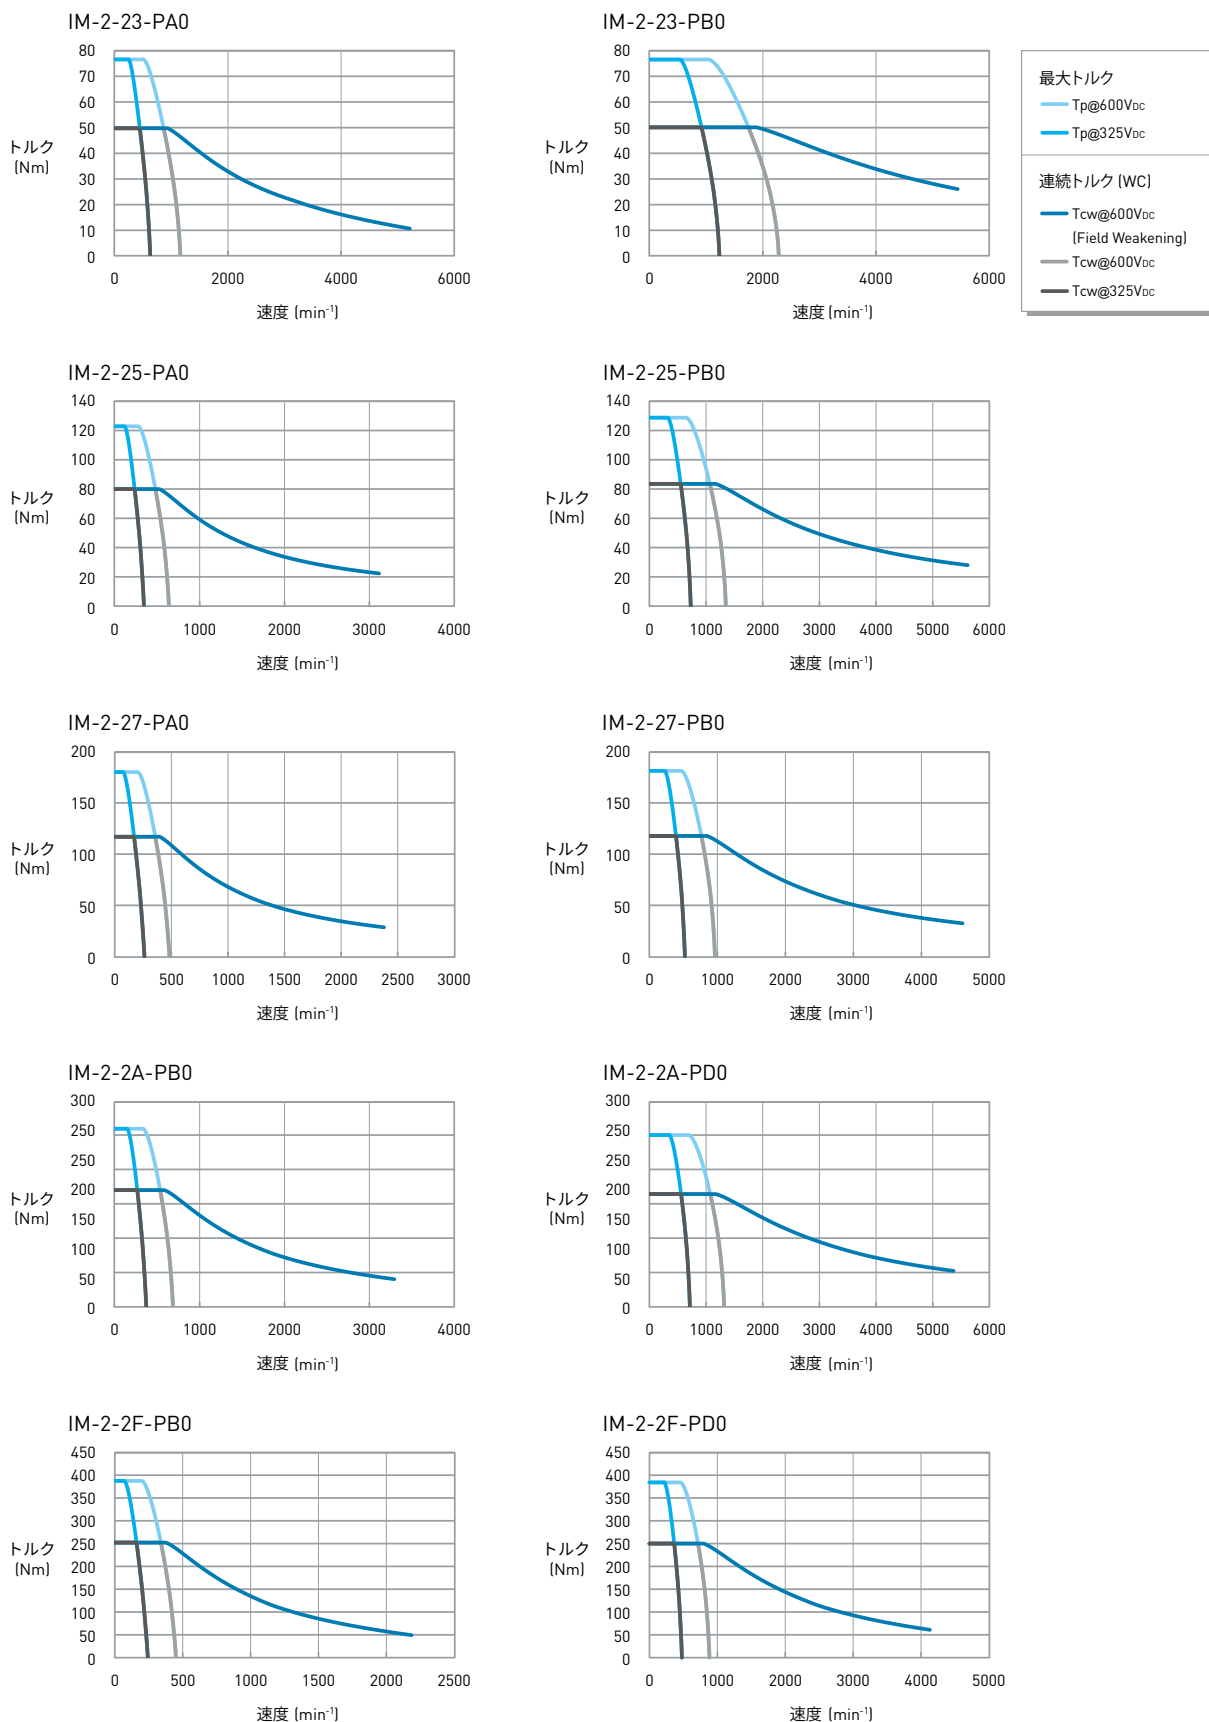 IM-2-23-PA0
80
70
60
50
40
30
20
10
0
トルク
(Nm)
0 2000 4000 6000
速度 (min⁻¹)
IM-2-23-PB0
80
70
60
50
40
30
20
10
0
トルク
(Nm)
0 2000 4000 6000
速度 (min⁻¹)
最大トルク
Tp@600VDC
Tp@325VDC
連続トルク (WC)
Tcw@600VDC
(Field Weakening)
Tcw@600VDC
Tcw@325VDC
IM-2-25-PA0
140
120
100
80
60
40
20
0
トルク
(Nm)
0 1000 2000 3000 4000
速度 (min⁻¹)
IM-2-25-PB0
140
120
100
80
60
40
20
0
トルク
(Nm)
0 1000 2000 3000 4000 5000 6000
速度 (min⁻¹)
IM-2-27-PA0
200
150
100
50
0
トルク
(Nm)
0 500 1000 1500 2000 2500 3000
速度 (min⁻¹)
IM-2-27-PB0
200
150
100
50
0
トルク
(Nm)
0 1000 2000 3000 4000 5000
速度 (min⁻¹)
IM-2-2A-PB0
300
250
250
200
150
100
50
0
トルク
(Nm)
0 1000 2000 3000 4000
速度 (min⁻¹)
IM-2-2A-PD0
300
250
250
200
150
100
50
0
トルク
(Nm)
0 1000 2000 3000 4000 5000 6000
速度 (min⁻¹)
IM-2-2F-PB0
450
400
350
300
250
200
150
100
50
0
トルク
(Nm)
0 500 1000 1500 2000 2500
速度 (min⁻¹)
IM-2-2F-PD0
450
400
350
300
250
200
150
100
50
0
トルク
(Nm)
0 1000 2000 3000 4000 5000
速度 (min⁻¹)